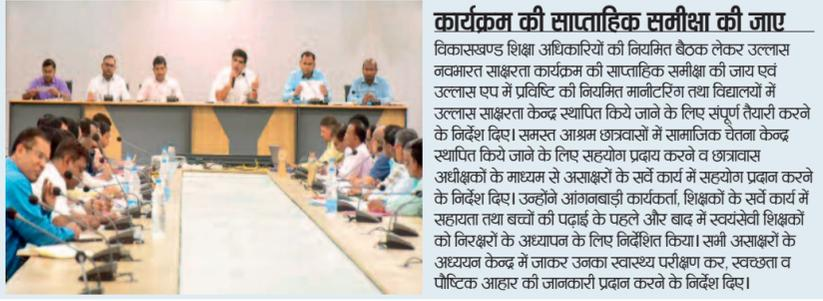 कार्यक्रम की साप्ताहिक समीक्षा की जाए
विकासखण्ड शिक्षा अधिकारियों की नियमित बैठक लेकर उल्लास
नवभारत साक्षरता कार्यक्रम की साप्ताहिक समीक्षा की जाय एवं
उल्लास एप में प्रविष्टि की नियमित मानीटरिंग तथा विद्यालयों में
उल्लास साक्षरता केन्द्र स्थापित किये जाने के लिए संपूर्ण तैयारी करने
के निर्देश दिए। समस्त आश्रम छात्रावासों में सामाजिक चेतना केन्द्र
स्थापित किये जाने के लिए सहयोग प्रदाय करने व छात्रावास
अधीक्षकों के माध्यम से असाक्षरों के सर्वे कार्य में सहयोग प्रदान करने
के निर्देश दिए। उन्होंने आंगनबाड़ी कार्यकर्ता, शिक्षकों के सर्वे कार्य में
सहायता तथा बच्चों की पढ़ाई के पहले और बाद में स्वयंसेवी शिक्षकों
को निरक्षरों के अध्यापन के लिए निर्देशित किया। सभी असाक्षरों के
अध्ययन केन्द्र में जाकर उनका स्वास्थ्य परीक्षण कर, स्वच्छता व
पौष्टिक आहार की जानकारी प्रदान करने के निर्देश दिए।